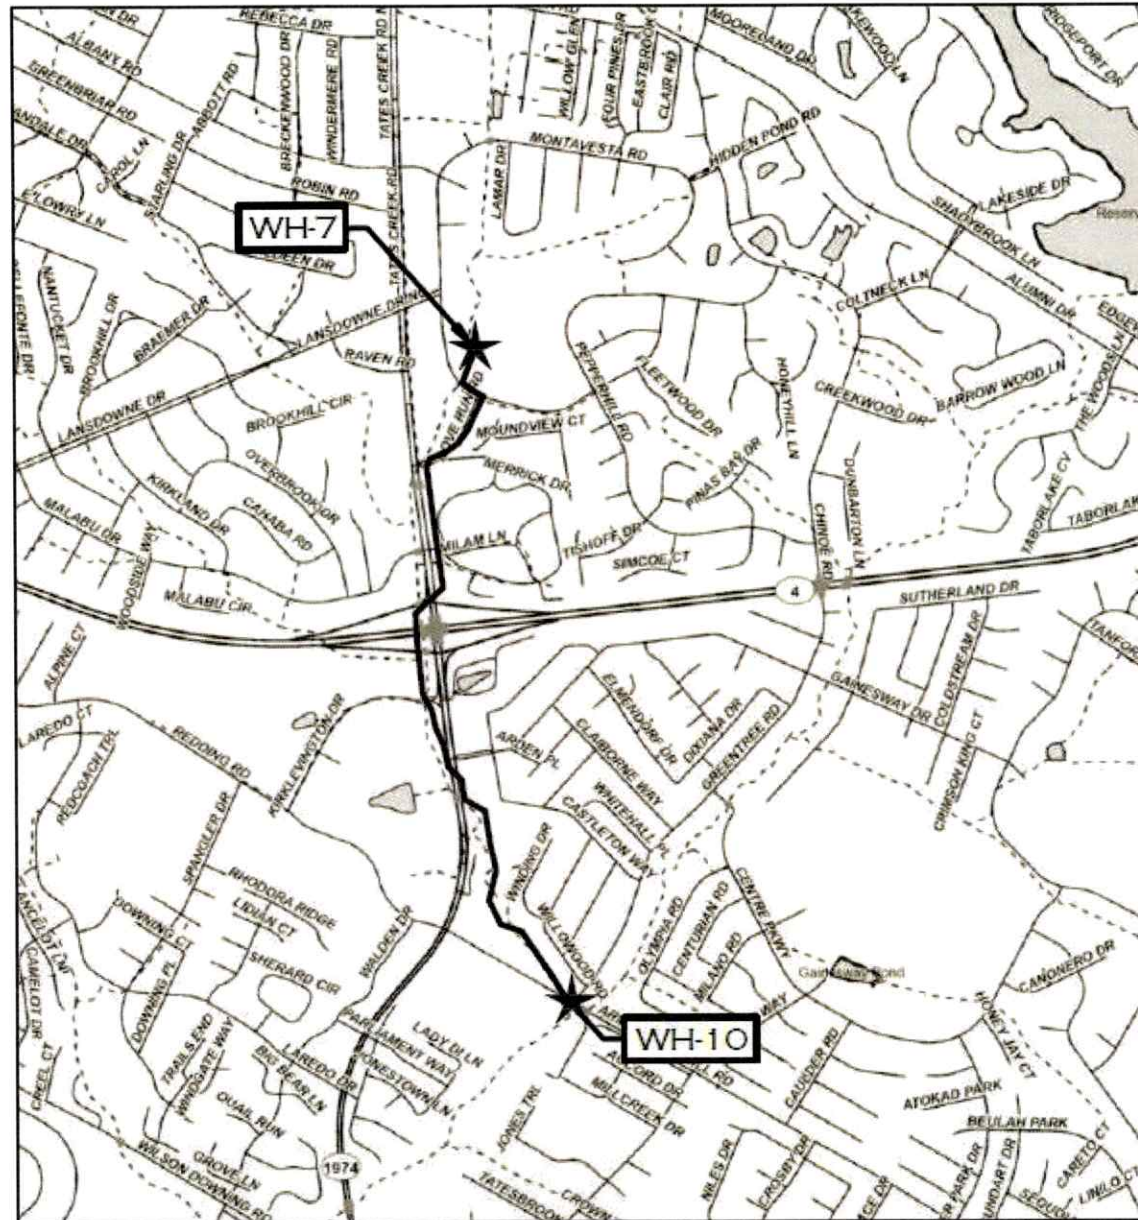 REBECCA DR
ALBANY RD
GREENBRIAR RD
ABBOTT RD
BRECKENWOOD DR
WINDERMERE RD
TATES CREEK RD
WILLOW GLEN
FOUR PINES DR
EASTBROOK
CLAIR RD
MOORELAND DR
RIDGEPORT DR
MONTAVESTA RD
HIDDEN POND RD
LAMAR DR
CAROL LN
STARLING DR
ROBIN RD
TATES CREEK RD
LAKESIDE DR
SHADYBROOK LN
WH-7
COLTNECK LN
ALUMNI DR
NANTUCKET DR
BROOKHILL DR
BRAEMER DR
LANSDOWNE DR
RAVEN RD
LANSDOWNE DR
BROOKHILL CIR
PEPPERHILL RD
FLEETWOOD DR
HONEYHILL LN
CREEKWOOD DR
BARROW WOOD LN
THE WOODS LN
MOUNDVIEW CT
MERRICK DR
PINAS BAY DR
OVERBROOK DR
KIRKLAND DR
CAHABA RD
MALABU DR
WOODSIDE WAY
MILAM LN
TISHOFF DR
SIMCOE CT
CHINOE RD
DUNBARTON LN
TABORLAKE CV
TABORLAKE
MALABU CIR
4
SUTHERLAND DR
ALPINE CT
COLDSTREAM DR
GAINESWAY DR
ELMENDORF DR
DIXIANA DR
GREENTREE RD
LAREDO CT
REDCOACH TRL
REDDING RD
KIRKLEVINGTON DR
ARDEN PL
CLAIBORNE WAY
WHITEHALL PL
CASTLETON WAY
CRIMSON KING CT
SPANGLER DR
RHODORA RIDGE
LIDIAN CT
WINDING DR
WILLOWOOD RD
OLYMPIA RD
CENTURIAN RD
MILANO RD
CENTRE PKWY
WAY
Gainesway Pond
CANONERO DR
DOWNING CT
DOWNING PL
SHERARD CIR
WALDEN DR
CAMELOT DR
CREEL CT
TRAILS END
WINDGATE WAY
PARLIAMENT WAY
LADY DI LN
LAREDO DR
JONESTOWN LN
BIG BEAR LN
QUAIL RUN
WH-10
MILLCREEK DR
CAUDDER RD
HONEY JAY CT
ATOKAD PARK
BEULAH PARK
JONES TRL
NILES DR
CROSBY DR
CARETO CT
GROVE LN
WILSON DOWNING RD
1974